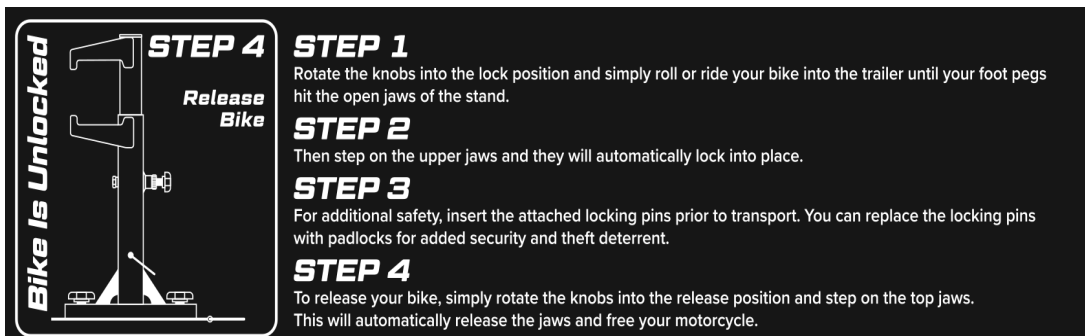 Bike Is Unlocked
STEP 4
Release
Bike
STEP 1
Rotate the knobs into the lock position and simply roll or ride your bike into the trailer until your foot pegs
hit the open jaws of the stand.
STEP 2
Then step on the upper jaws and they will automatically lock into place.
STEP 3
For additional safety, insert the attached locking pins prior to transport. You can replace the locking pins
with padlocks for added security and theft deterrent.
STEP 4
To release your bike, simply rotate the knobs into the release position and step on the top jaws.
This will automatically release the jaws and free your motorcycle.